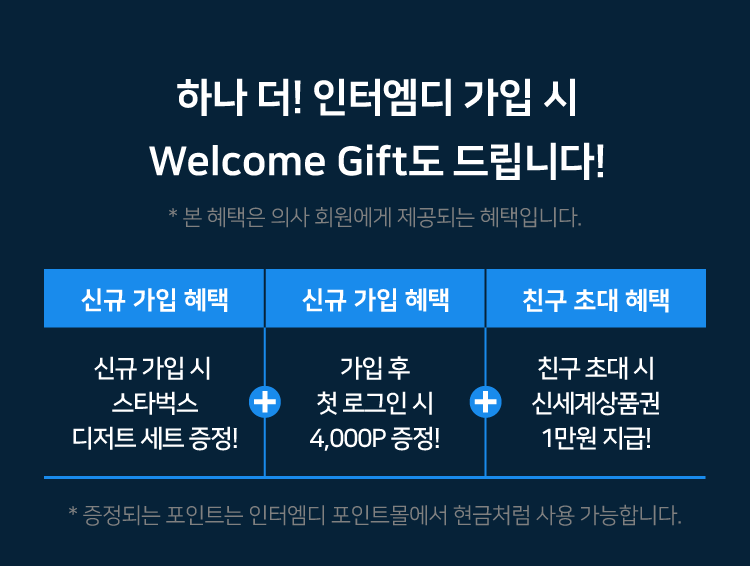 하나 더! 인터엠디 가입 시
Welcome Gift도 드립니다!
* 본 혜택은 의사 회원에게 제공되는 혜택입니다.
신규 가입 혜택
신규 가입 시
스타벅스
디저트 세트 증정!
+
신규 가입 혜택
가입 후
첫 로그인 시
4,000P 증정!
+
친구 초대 혜택
친구 초대 시
신세계상품권
1만원 지급!
* 증정되는 포인트는 인터엠디 포인트몰에서 현금처럼 사용 가능합니다.